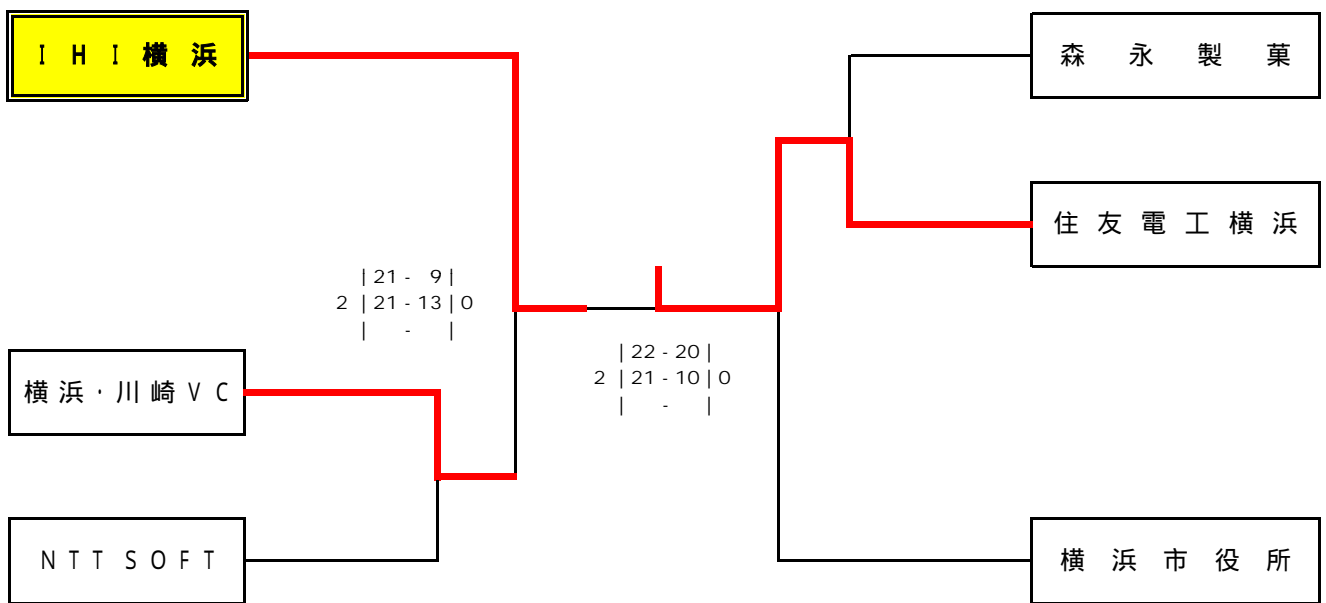 ＩＨＩ横浜
森永製菓
住友電工横浜
|21 - 9|
2 |21 - 13|0
| - |
|22 - 20|
2 |21 - 10|0
| - |
横浜・川崎ＶＣ
ＮＴＴＳＯＦＴ
横浜市役所